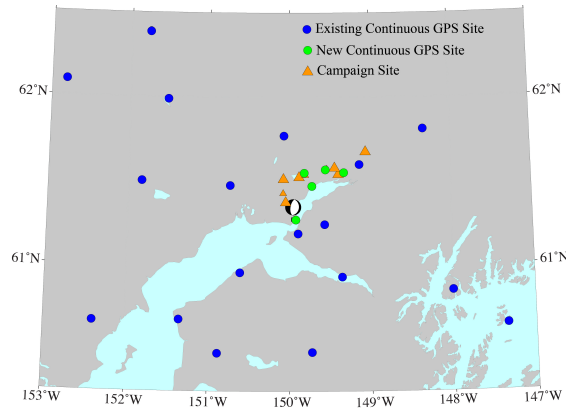 Existing Continuous GPS Site
New Continuous GPS Site
Campaign Site
62°N
62°N
61°N
61°N
153°W
152°W
151°W
150°W
149°W
148°W
147°W